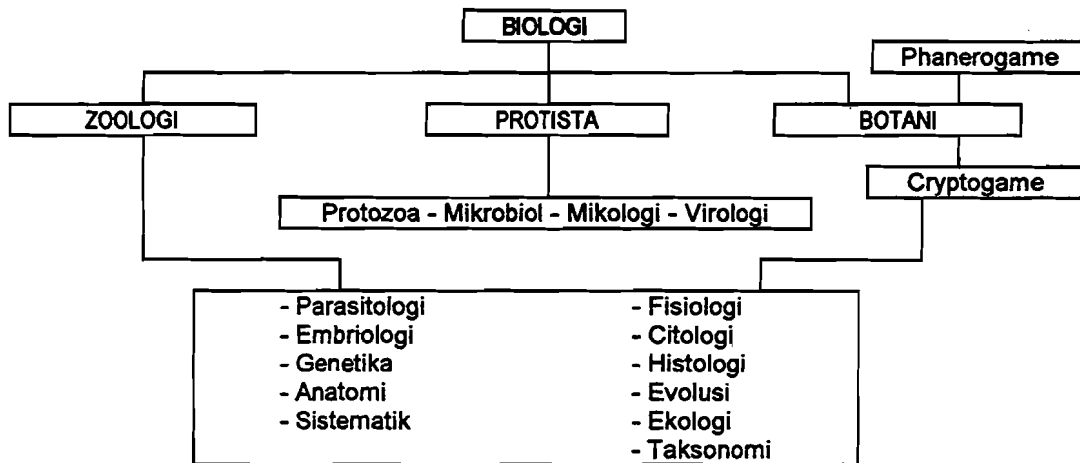 BIOLOGI
Phanerogame
ZOOLOGI
PROTISTA
BOTANI
Cryptogame
Protozoa - Mikrobiol - Mikologi - Virologi
- Parasitologi
- Embriologi
- Genetika
- Anatomi
- Sistematik
- Fisiologi
- Citologi
- Histologi
- Evolusi
- Ekologi
- Taksonomi